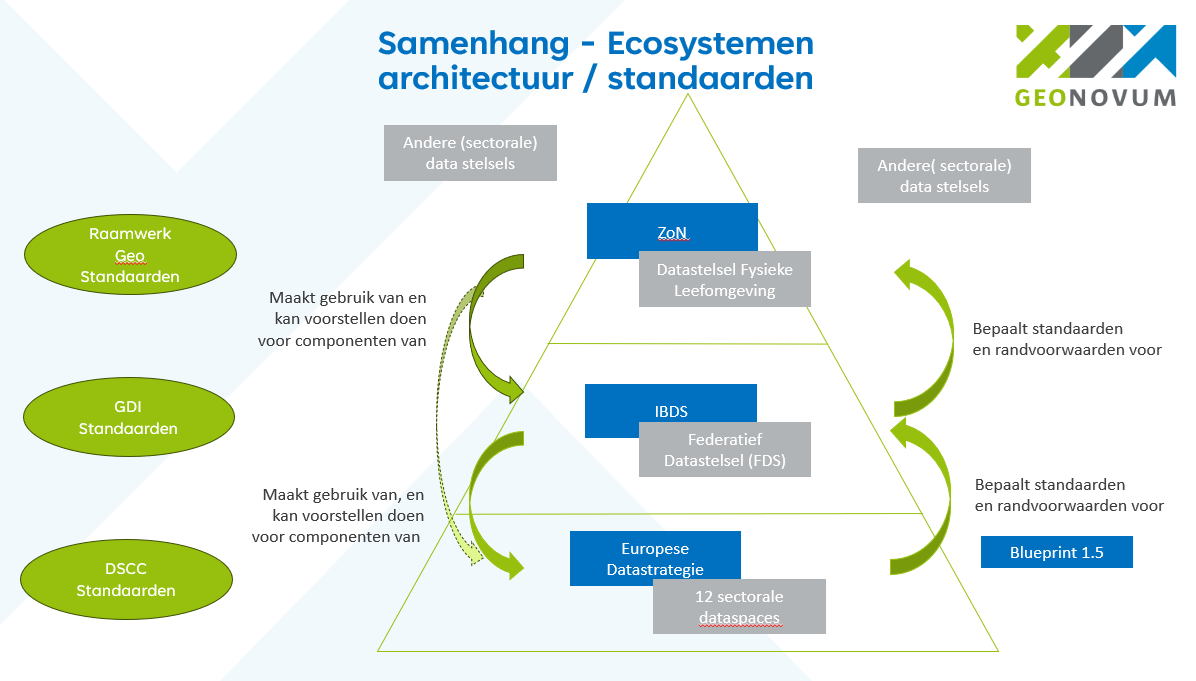 Samenhang - Ecosystemen
architectuur / standaarden
GEONOVUM
Andere (sectorale)
data stelsels
Andere( sectorale)
data stelsels
Raamwerk
Geo
Standaarden
ZoN
Datastelsel Fysieke
Leefomgeving
Maakt gebruik van en
kan voorstellen doen
voor componenten van
Bepaalt standaarden
en randvoorwaarden voor
GDI
Standaarden
IBDS
Federatief
Datastelsel (FDS)
Maakt gebruik van, en
kan voorstellen doen
voor componenten van
Bepaalt standaarden
en randvoorwaarden voor
DSCC
Standaarden
Europese
Datastrategie
12 sectorale
dataspaces
Blueprint 1.5